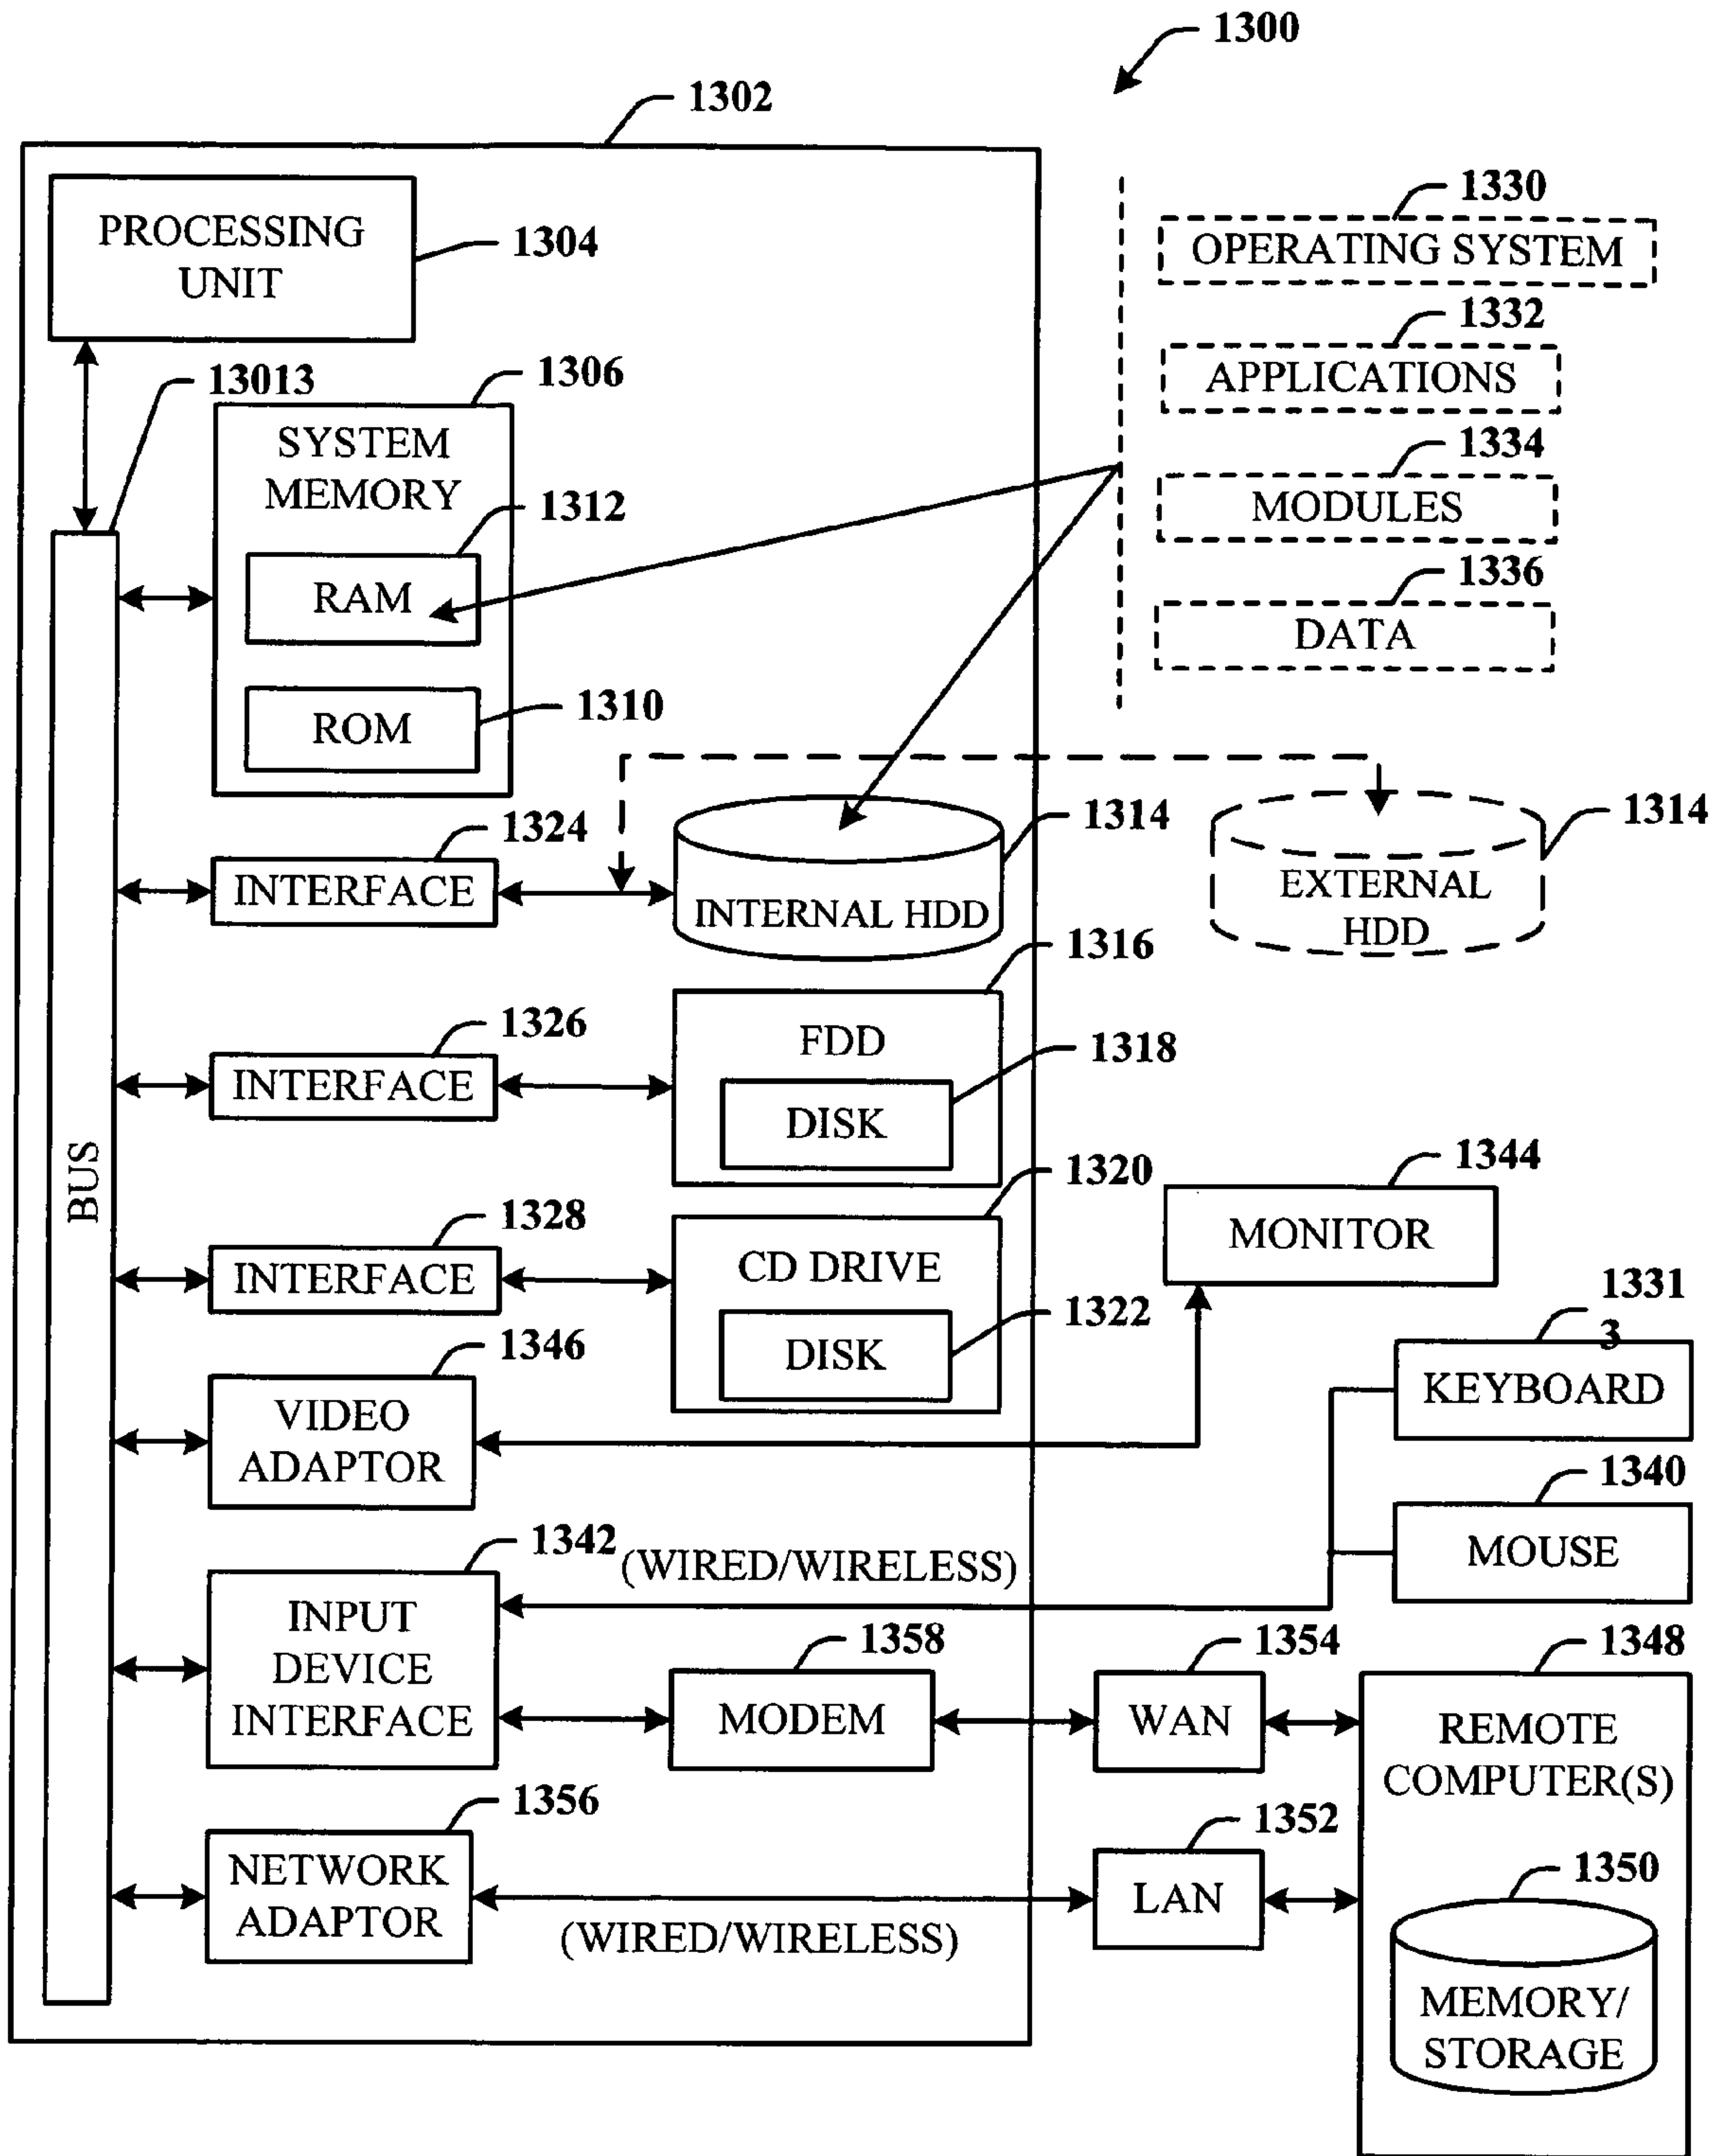 1300
1302
PROCESSING
UNIT
1304
1330
OPERATING SYSTEM
1332
APPLICATIONS
1334
MODULES
1336
DATA
13013
1306
SYSTEM
MEMORY
1312
RAM
1310
ROM
1324
INTERFACE
1314
INTERNAL HDD
1314
EXTERNAL
HDD
1316
1326
INTERFACE
FDD
1318
DISK
BUS
1320
1328
INTERFACE
CD DRIVE
1322
DISK
1344
MONITOR
1346
VIDEO
ADAPTOR
1331
3
KEYBOARD
1340
MOUSE
1342
(WIRED/WIRELESS)
INPUT
DEVICE
INTERFACE
1358
MODEM
1354
WAN
1348
REMOTE
COMPUTER(S)
1356
NETWORK
ADAPTOR
(WIRED/WIRELESS)
1352
LAN
1350
MEMORY/
STORAGE